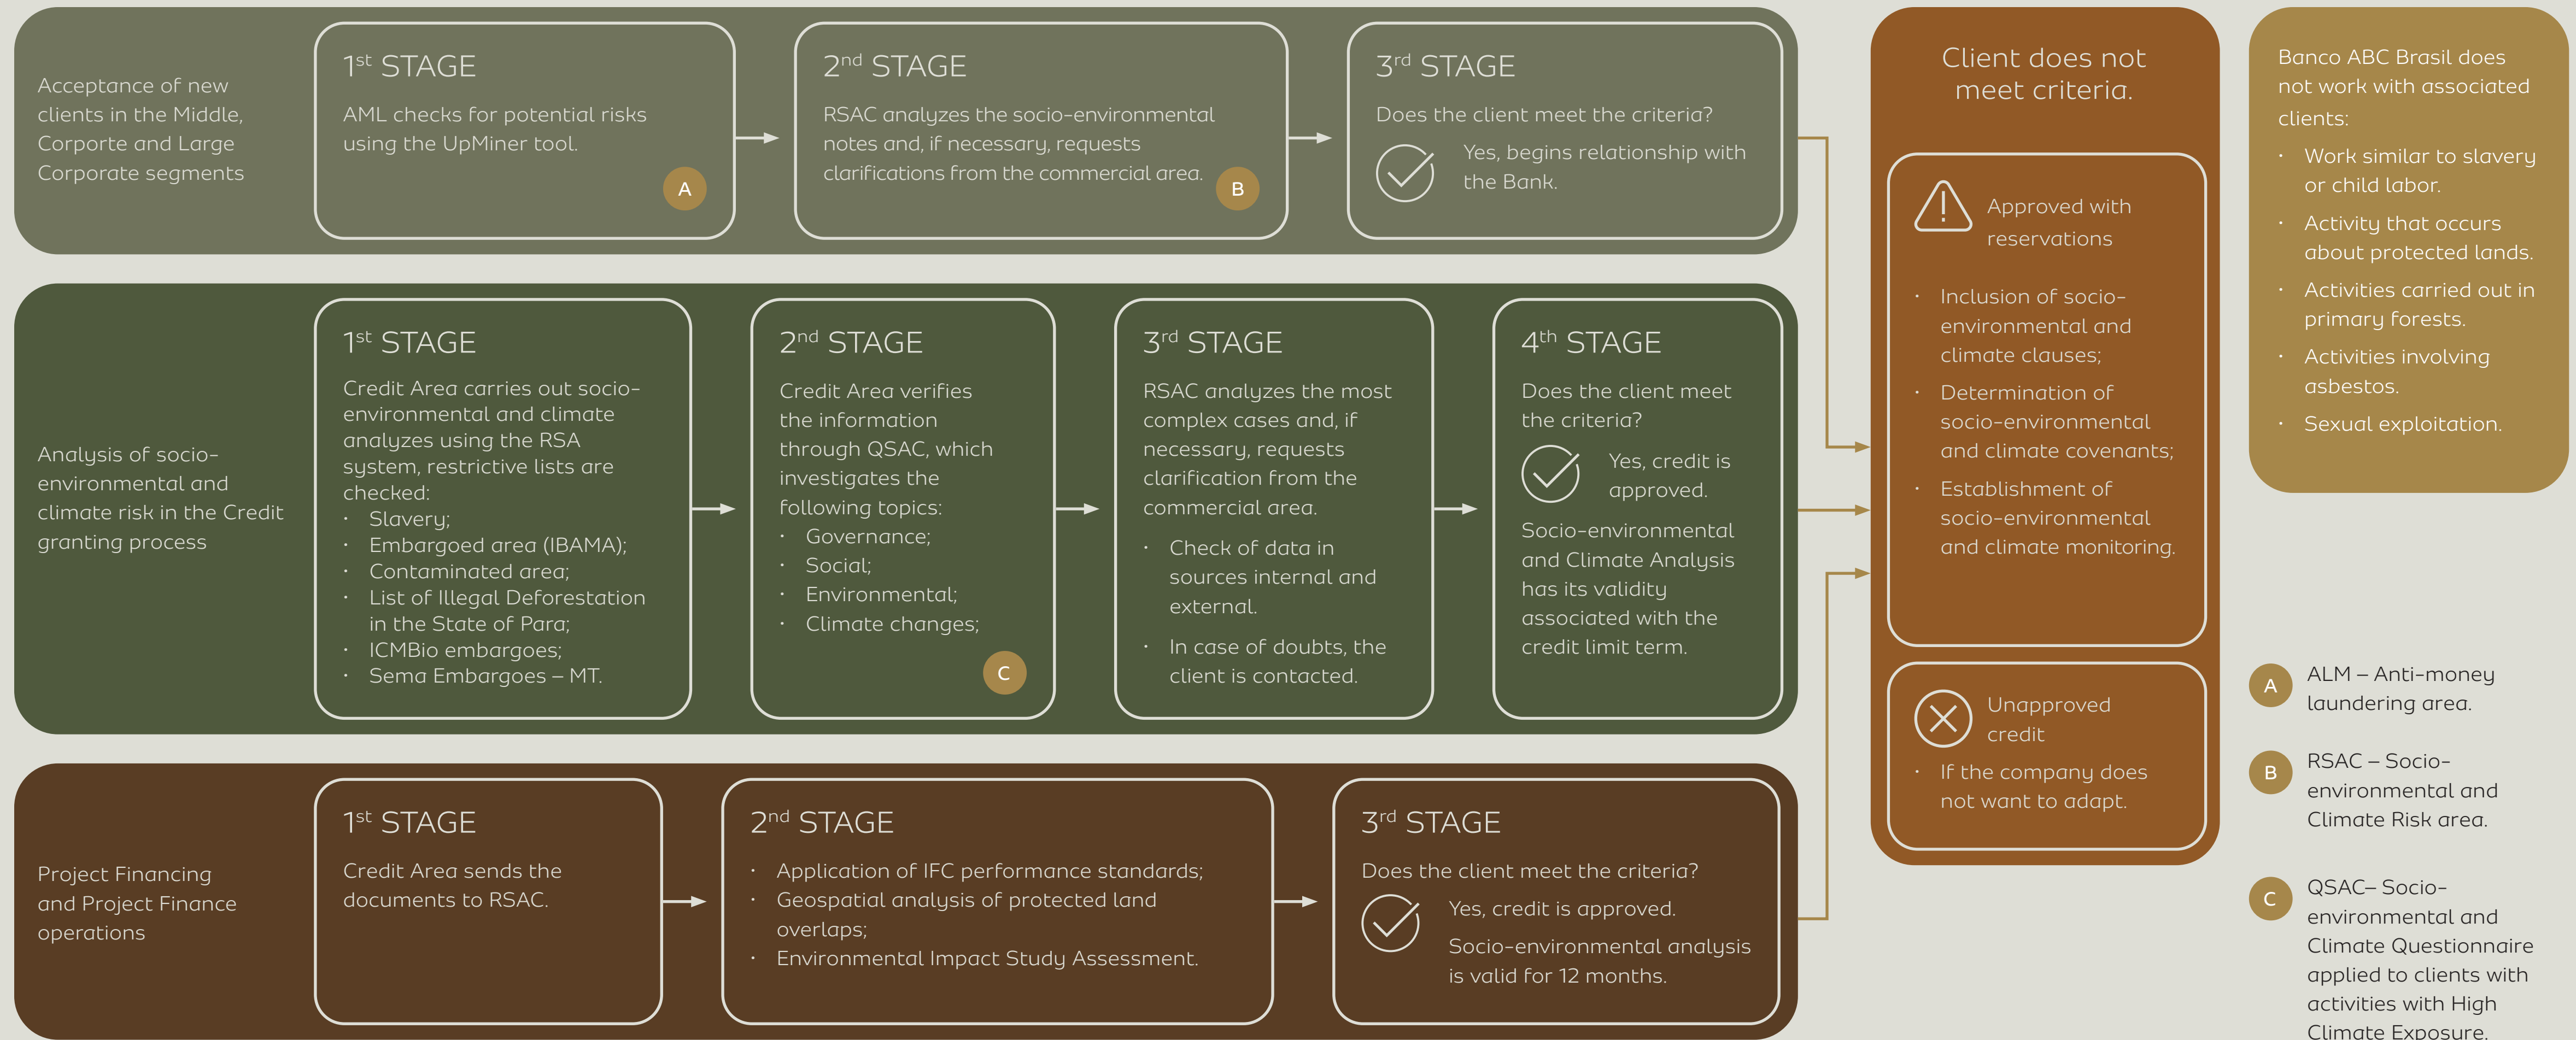 Acceptance of new
clients in the Middle,
Corporte and Large
Corporate segments
1st STAGE
AML checks for potential risks
using the UpMiner tool.
A
2nd STAGE
RSAC analyzes the socio-environmental
notes and, if necessary, requests
clarifications from the commercial area.
B
3rd STAGE
Does the client meet the criteria?
Yes, begins relationship with
the Bank.
Analysis of socio-
environmental and
climate risk in the Credit
granting process
1st STAGE
Credit Area carries out socio-
environmental and climate
analyzes using the RSA
system, restrictive lists are
checked:
• Slavery;
• Embargoed area (IBAMA);
• Contaminated area;
• List of Illegal Deforestation
in the State of Para;
• ICMBio embargoes;
• Sema Embargoes – MT.
2nd STAGE
Credit Area verifies
the information
through QSAC, which
investigates the
following topics:
• Governance;
• Social;
• Environmental;
• Climate changes;
C
3rd STAGE
RSAC analyzes the most
complex cases and, if
necessary, requests
clarification from the
commercial area.
• Check of data in
sources internal and
external.
• In case of doubts, the
client is contacted.
4th STAGE
Does the client meet
the criteria?
Yes, credit is
approved.
Socio-environmental
and Climate Analysis
has its validity
associated with the
credit limit term.
Project Financing
and Project Finance
operations
1st STAGE
Credit Area sends the
documents to RSAC.
2nd STAGE
• Application of IFC performance standards;
• Geospatial analysis of protected land
overlaps;
• Environmental Impact Study Assessment.
3rd STAGE
Does the client meet the criteria?
Yes, credit is approved.
Socio-environmental analysis
is valid for 12 months.
Client does not
meet criteria.
Approved with
reservations
• Inclusion of socio-
environmental and
climate clauses;
• Determination of
socio-environmental
and climate covenants;
• Establishment of
socio-environmental
and climate monitoring.
Unapproved
credit
• If the company does
not want to adapt.
Banco ABC Brasil does
not work with associated
clients:
• Work similar to slavery
or child labor.
• Activity that occurs
about protected lands.
• Activities carried out in
primary forests.
• Activities involving
asbestos.
• Sexual exploitation.
A
ALM – Anti-money
laundering area.
B
RSAC – Socio-
environmental and
Climate Risk area.
C
QSAC– Socio-
environmental and
Climate Questionnaire
applied to clients with
activities with High
Climate Exposure.